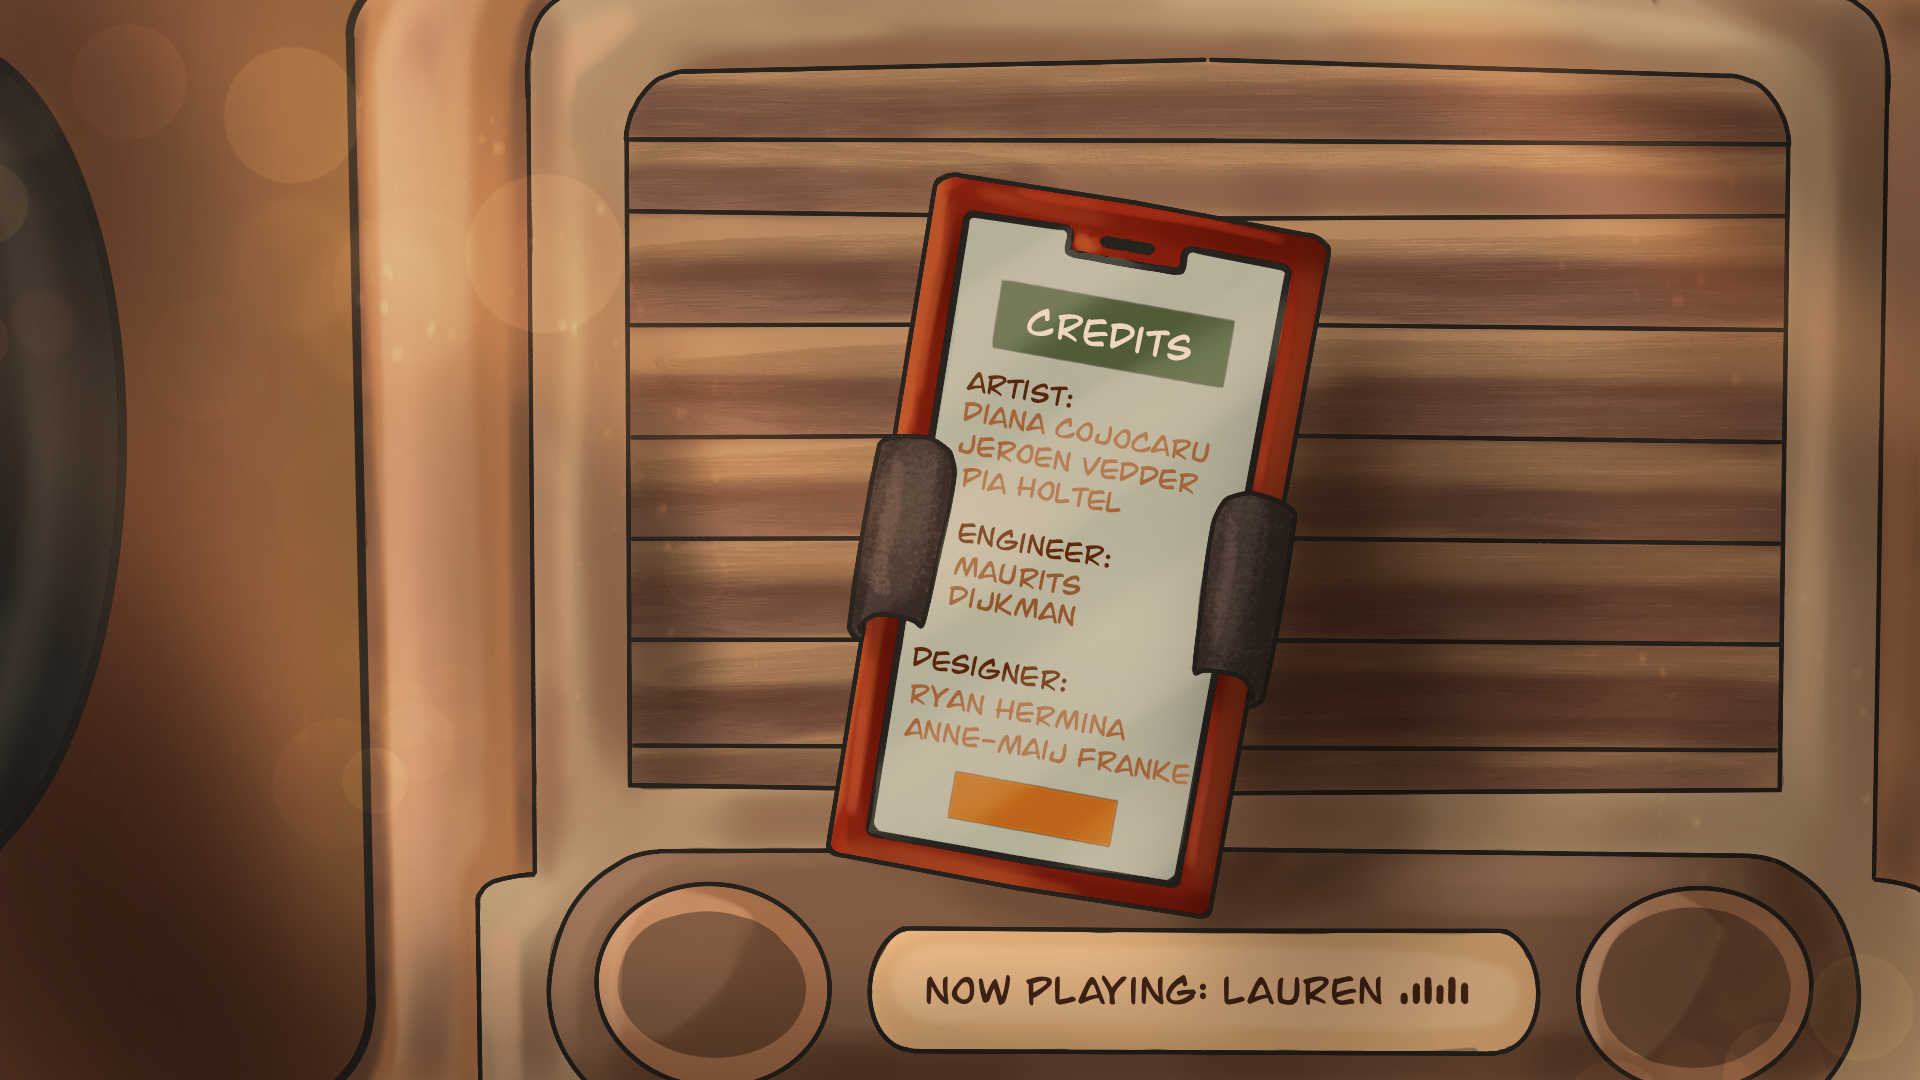 CREDITS
ARTIST:
DIANA COJOCARU
JEROEN VEDDER
PIA HOLTEL
ENGINEER:
MAURITS
DIJKMAN
DESIGNER:
RYAN HERMINA
ANNE-MAIJ FRANKE
NOW PLAYING: LAUREN